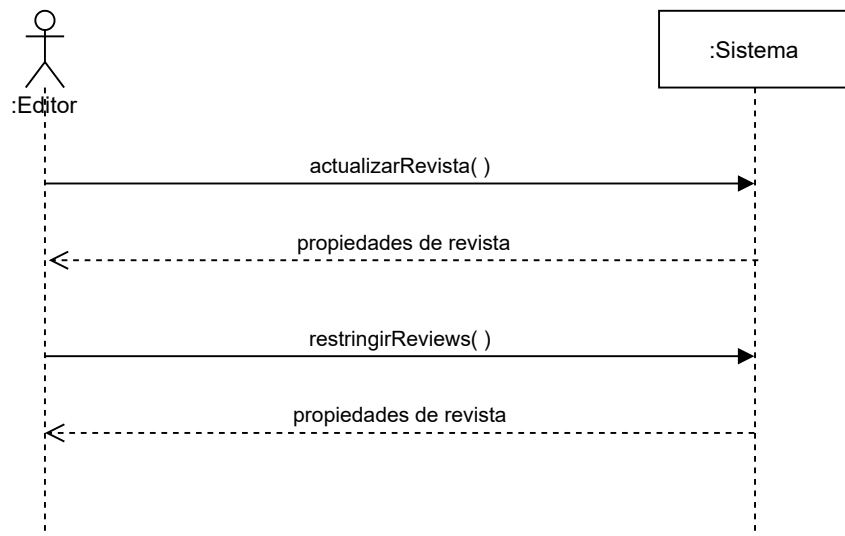 :Sistema
:Editor
actualizarRevista( )
propiedades de revista
restringirReviews( )
propiedades de revista